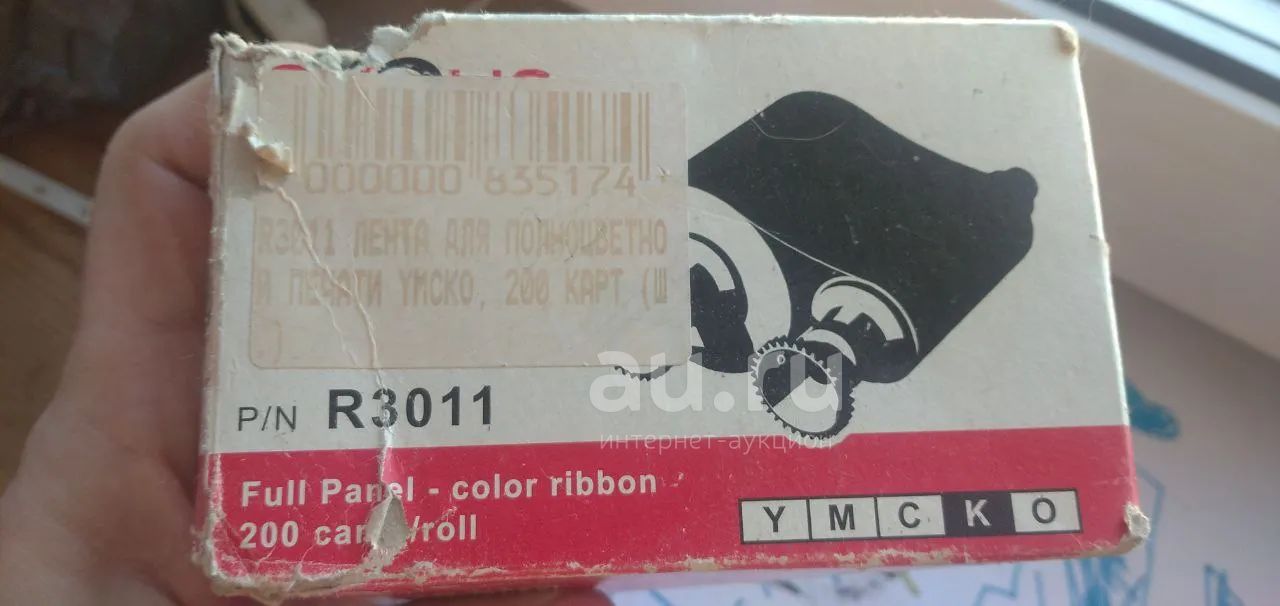 000000 835174
R3011 ЛЕНТА ДЛЯ ПОЛНОЦВЕТНО
Й ПЕЧАТИ YMCKO, 200 КАРТ (Ш
)
P/N R3011
au.ru
интернет-аукцион
Full Panel - color ribbon
200 /roll
Y M C K O